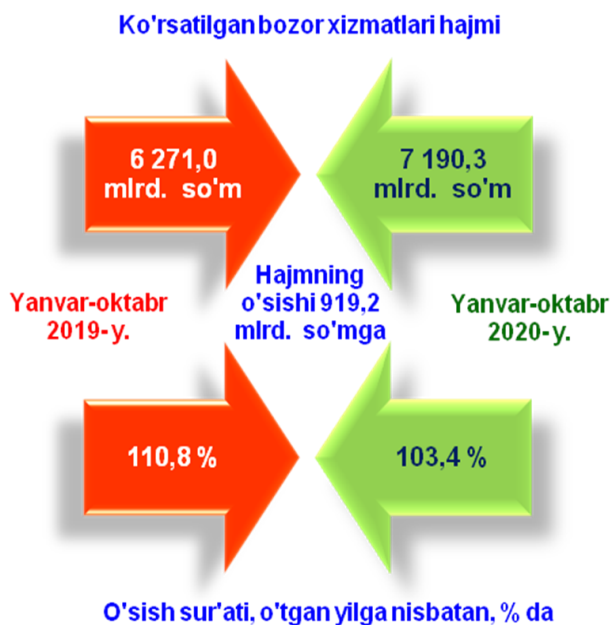 Ko'rsatilgan bozor xizmatlari hajmi
6 271,0
mlrd. so'm
7 190,3
mlrd. so'm
Hajmning
o'sishi 919,2
mlrd. so'mga
Yanvar-oktabr
2019-y.
Yanvar-oktabr
2020-y.
110,8 %
103,4 %
O'sish sur'ati, o'tgan yilga nisbatan, % da